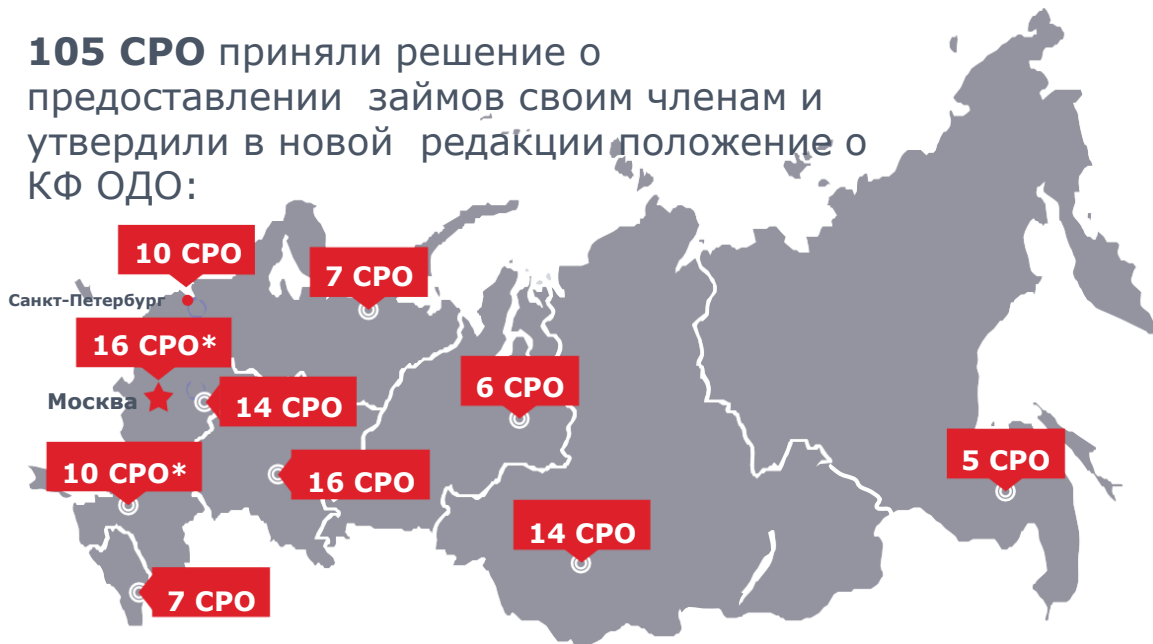 105 СРО приняли решение о
предоставлении займов своим членам и
утвердили в новой редакции положение о
КФ ОДО:
10 СРО
7 СРО
Санкт-Петербург
16 СРО*
6 СРО
Москва
14 СРО
10 СРО*
16 СРО
5 СРО
14 СРО
7 СРО